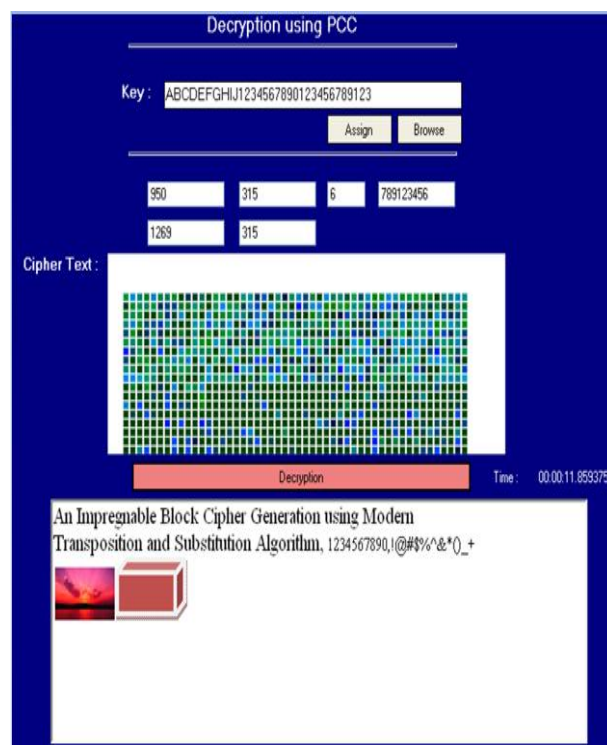 Decryption using PCC
Key : ABCDEFGHIJ1234567890123456789123
Assign Browse
950 315 6 789123456
1269 315
Cipher Text :
Decryption Time : 00:00:11.859375
An Impregnable Block Cipher Generation using Modern
Transposition and Substitution Algorithm, 1234567890,!@#$%^&*()_+